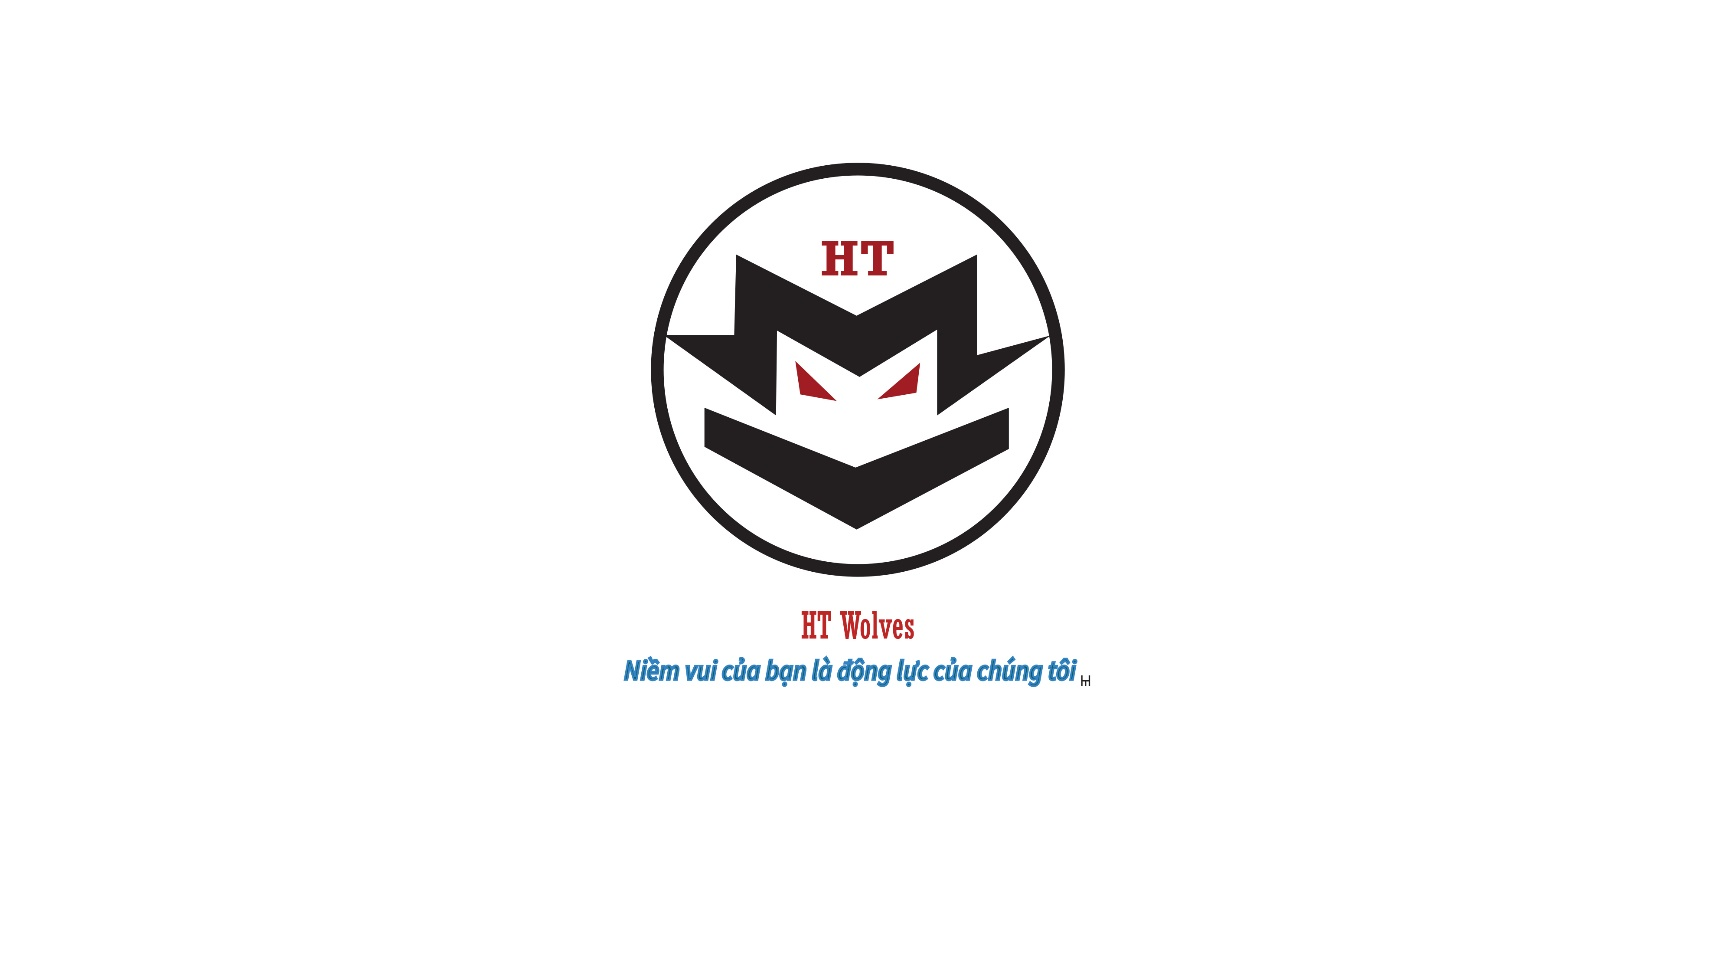 HT
HT Wolves
Niềm vui của bạn là động lực của chúng tôi